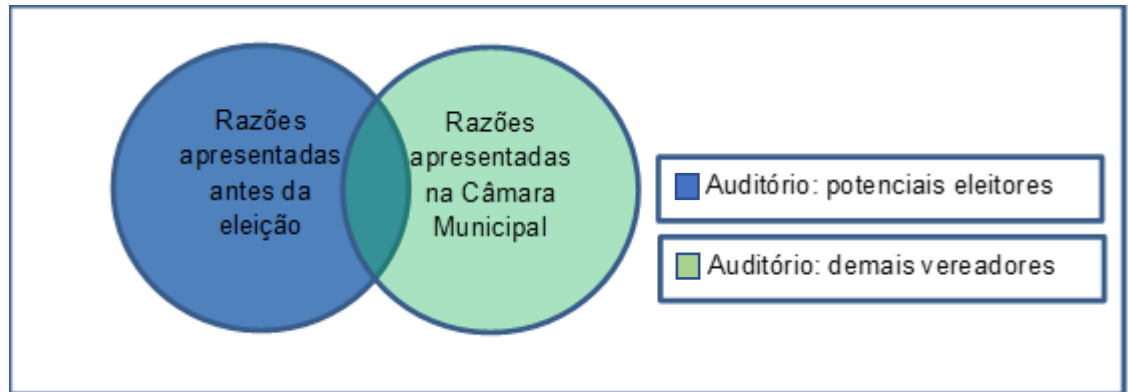 Razões
apresentadas
antes da
eleição
Razões
apresentadas
na Câmara
Municipal
Auditório: potenciais eleitores
Auditório: demais vereadores